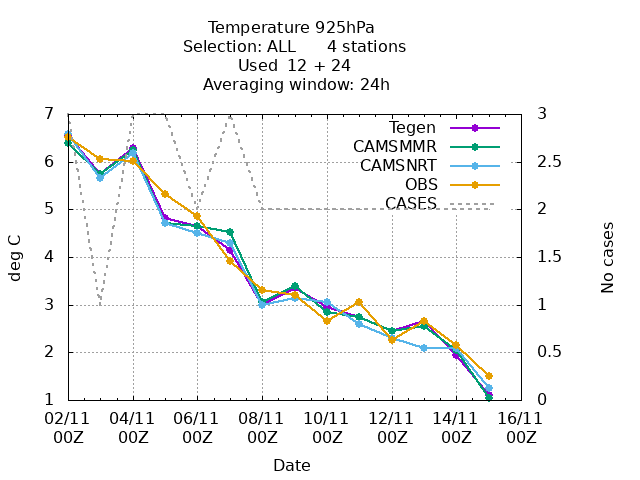 Temperature 925hPa
Selection: ALL 4 stations
Used 12 + 24
Averaging window: 24h
7
6
5
4
3
2
1
3
2.5
2
1.5
1
0.5
0
deg C
No cases
Tegen
CAMSMMR
CAMSNRT
OBS
CASES
02/11 04/11 06/11 08/11 10/11 12/11 14/11 16/11
00Z 00Z 00Z 00Z 00Z 00Z 00Z 00Z
Date